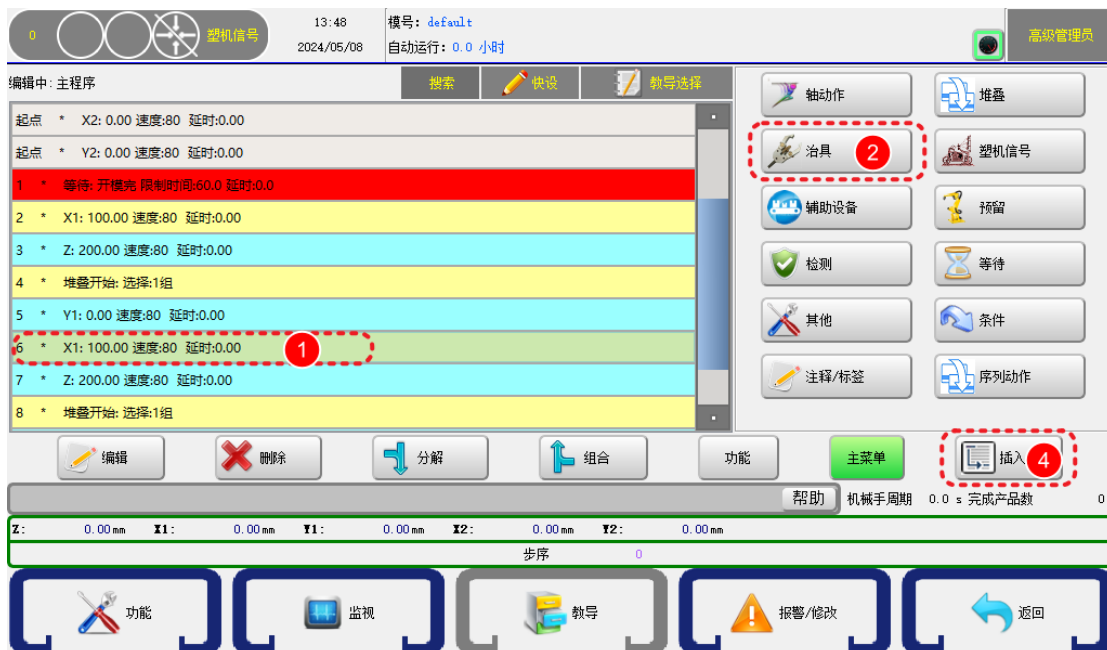 0 塑机信号 13:48 2024/05/08 模号: default 自动运行: 0.0 小时 高级管理员
编辑中: 主程序 搜索 快设 教导选择
起点 * X2: 0.00 速度:80 延时:0.00
起点 * Y2: 0.00 速度:80 延时:0.00
1 * 等待: 开模完 限制时间:60.0 延时:0.0
2 * X1: 100.00 速度:80 延时:0.00
3 * Z: 200.00 速度:80 延时:0.00
4 * 堆叠开始: 选择:1组
5 * Y1: 0.00 速度:80 延时:0.00
6 * X1: 100.00 速度:80 延时:0.00 1
7 * Z: 200.00 速度:80 延时:0.00
8 * 堆叠开始: 选择:1组
轴动作 堆叠
治具 2 塑机信号
辅助设备 预留
检测 等待
其他 条件
注释/标签 序列动作
编辑 删除 分解 组合 功能 主菜单 插入 4
帮助 机械手周期 0.0 s 完成产品数 0
Z: 0.00mm X1: 0.00mm Y1: 0.00mm X2: 0.00mm Y2: 0.00mm
步序 0
功能 监视 教导 报警/修改 返回